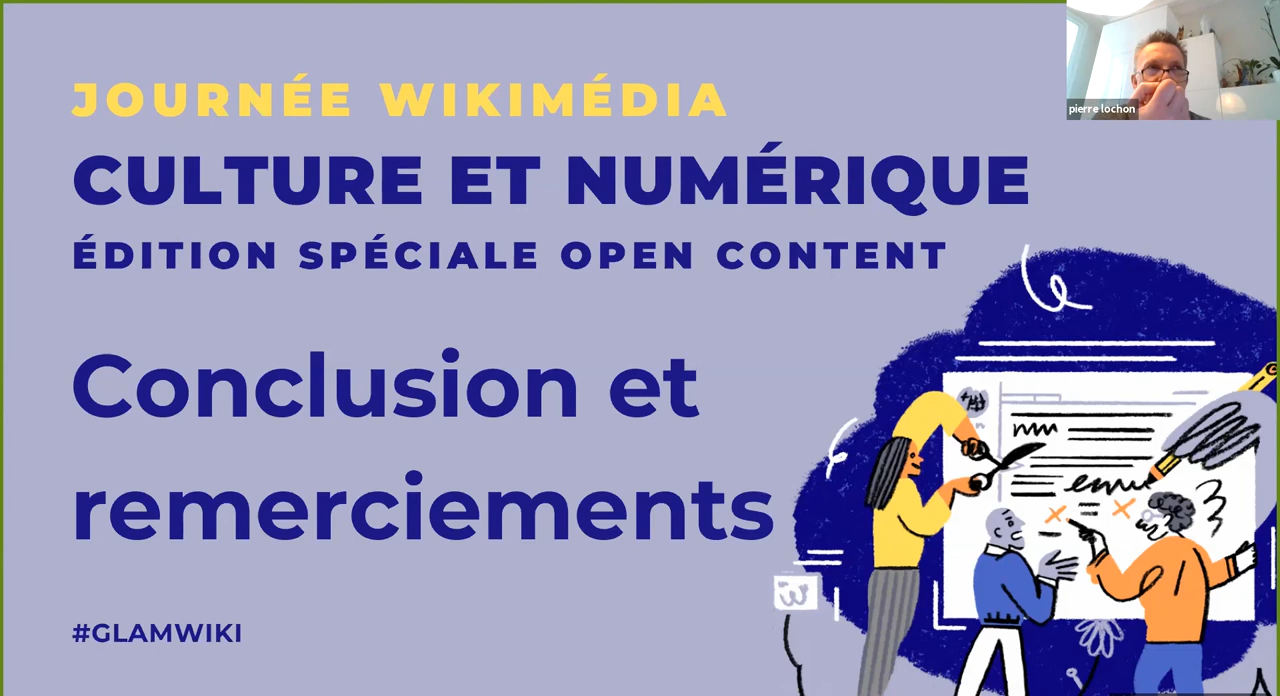 JOURNÉE WIKIMÉDIA
CULTURE ET NUMÉRIQUE
ÉDITION SPÉCIALE OPEN CONTENT
Conclusion et
remerciements
#GLAMWIKI
pierre lochon